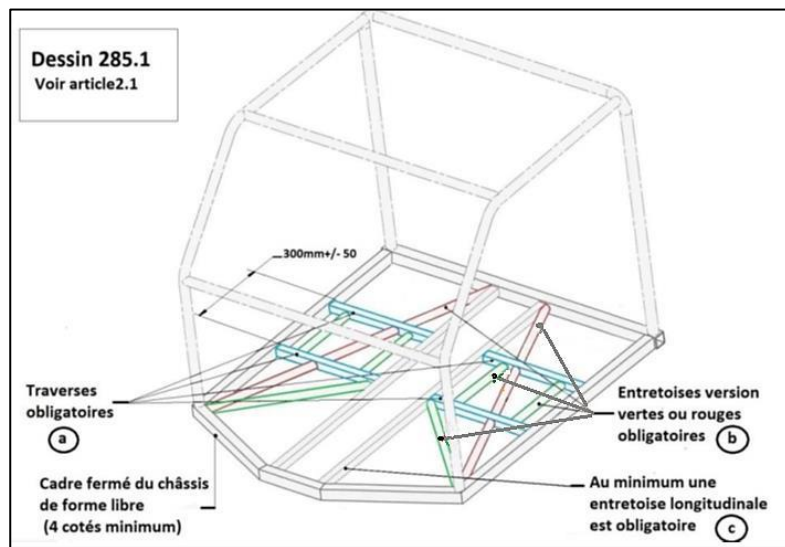 Dessin 285.1
Voir article2.1
300mm+/- 50
Traverses
obligatoires
a
Entretoises version
vertes ou rouges
obligatoires
b
Cadre fermé du châssis
de forme libre
(4 cotés minimum)
Au minimum une
entretoise longitudinale
est obligatoire
c